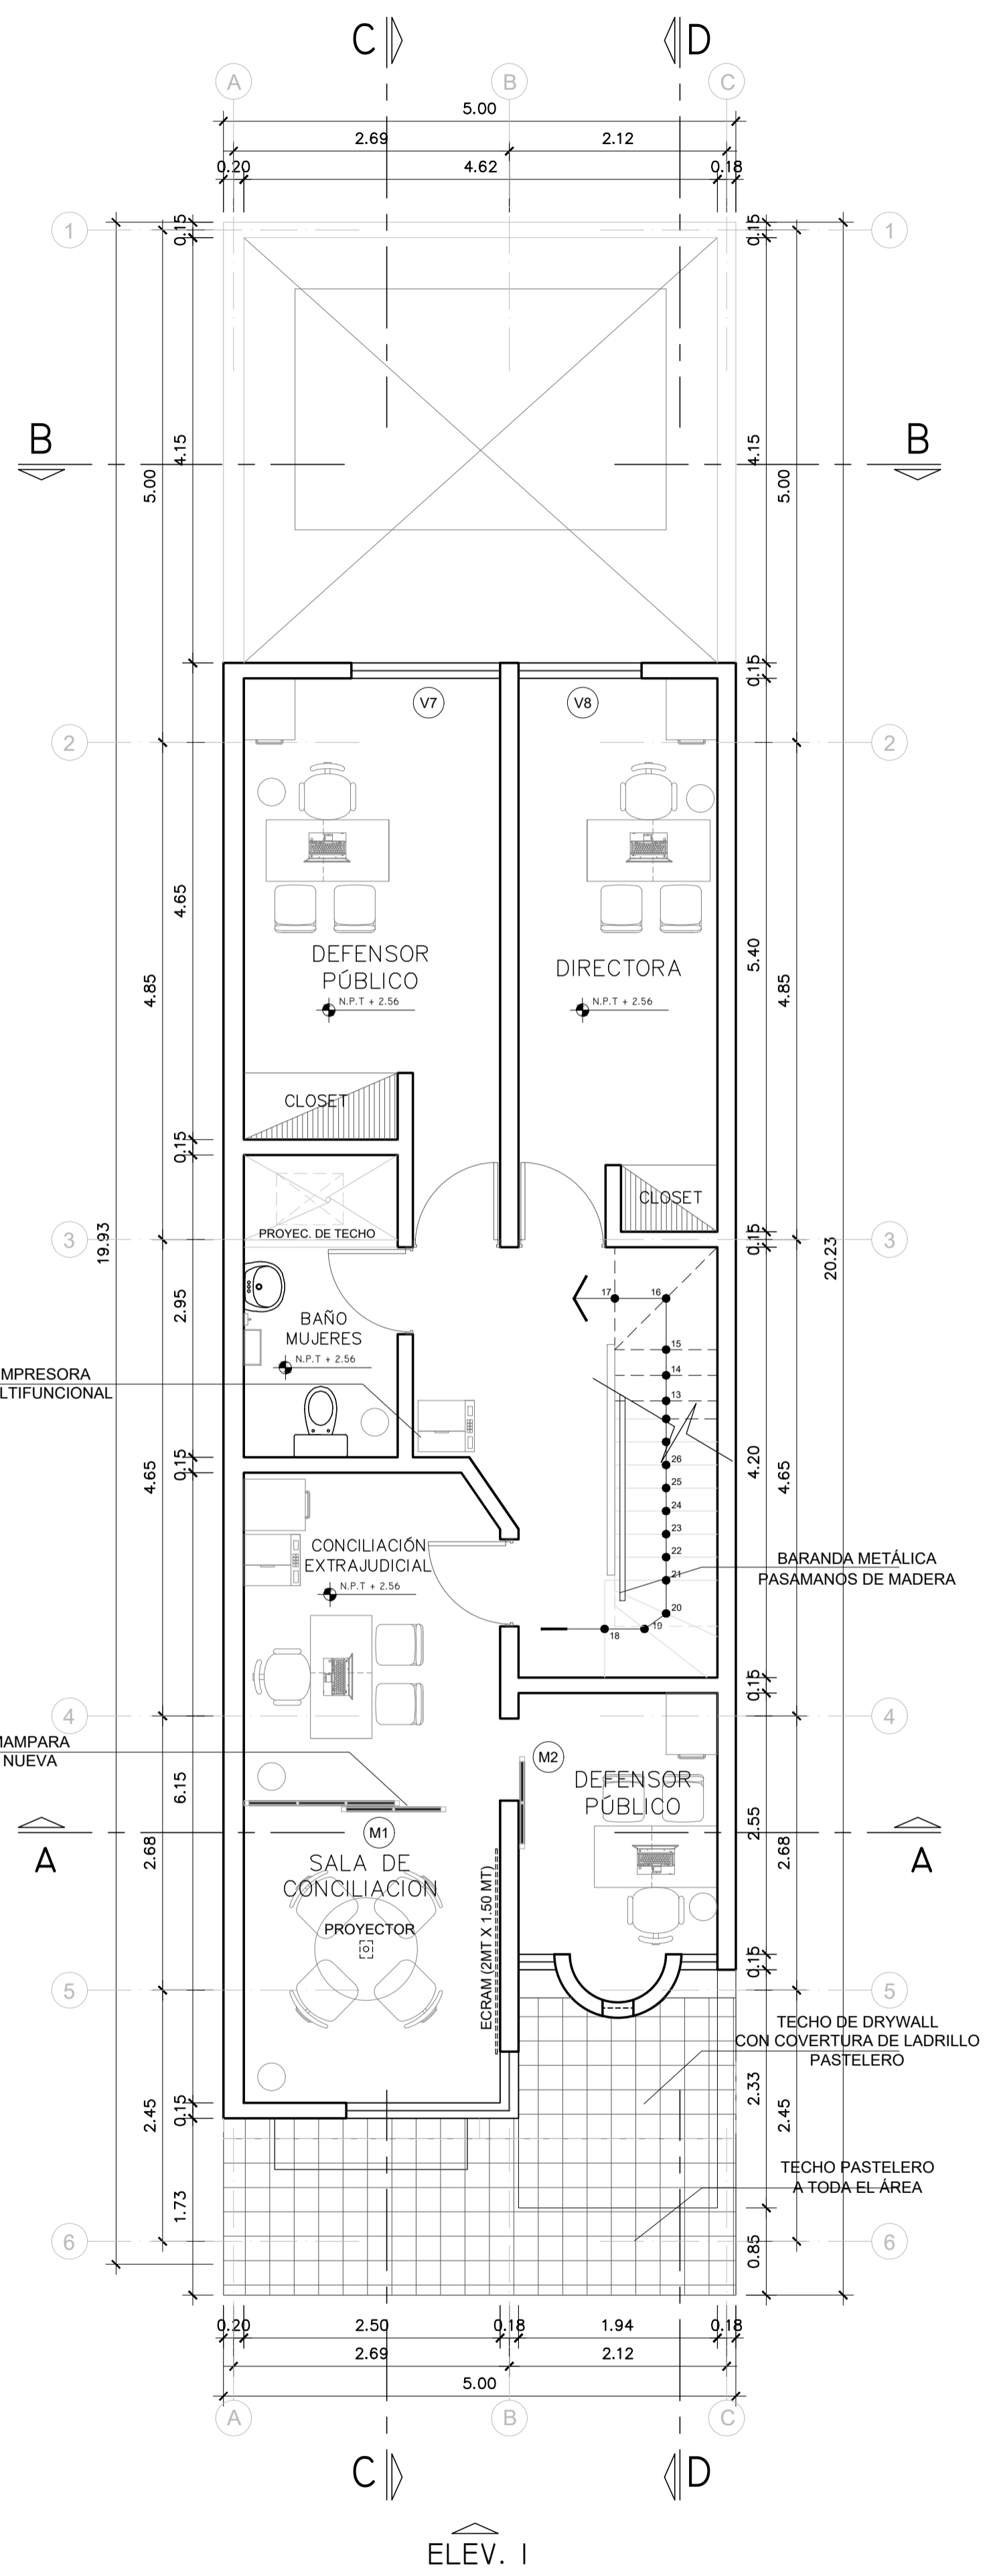 C D
A B C
5.00
2.69 2.12
0.20 4.62 0.18
1 0.15 0.15 1
B B
5.00 4.15 4.15 5.00
0.15
V7 V8
2 2
4.65
DEFENSOR
PÚBLICO
N.P.T + 2.56
DIRECTORA
N.P.T + 2.56
5.40
4.85 4.85
CLOSET
0.15
CLOSET
PROYEC. DE TECHO
3 0.15 3
19.93 20.23
17 16
2.95
BAÑO
MUJERES
N.P.T + 2.56
15
14
13
MPRESORA
LTIFUNCIONAL
4.65 0.15 4.20 4.65
26
25
24
23
22
21
20
19
18
CONCILIACIÓN
EXTRAJUDICIAL
N.P.T + 2.56
BARANDA METÁLICA
PASAMANOS DE MADERA
0.15
4 4
MAMPARA
NUEVA
M2
DEFENSOR
PÚBLICO
6.15 2.55
M1
A A
2.68 2.68
SALA DE
CONCILIACION
PROYECTOR
ECRAM (2MT X 1.50 MT)
0.15
5 5
TECHO DE DRYWALL
CON COVERTURA DE LADRILLO
PASTELERO
2.33
2.45 0.15 2.45
TECHO PASTELERO
A TODA EL ÁREA
1.73
6 0.85 6
0.20 2.50 0.18 1.94 0.18
2.69 2.12
5.00
A B C
C D
ELEV. I